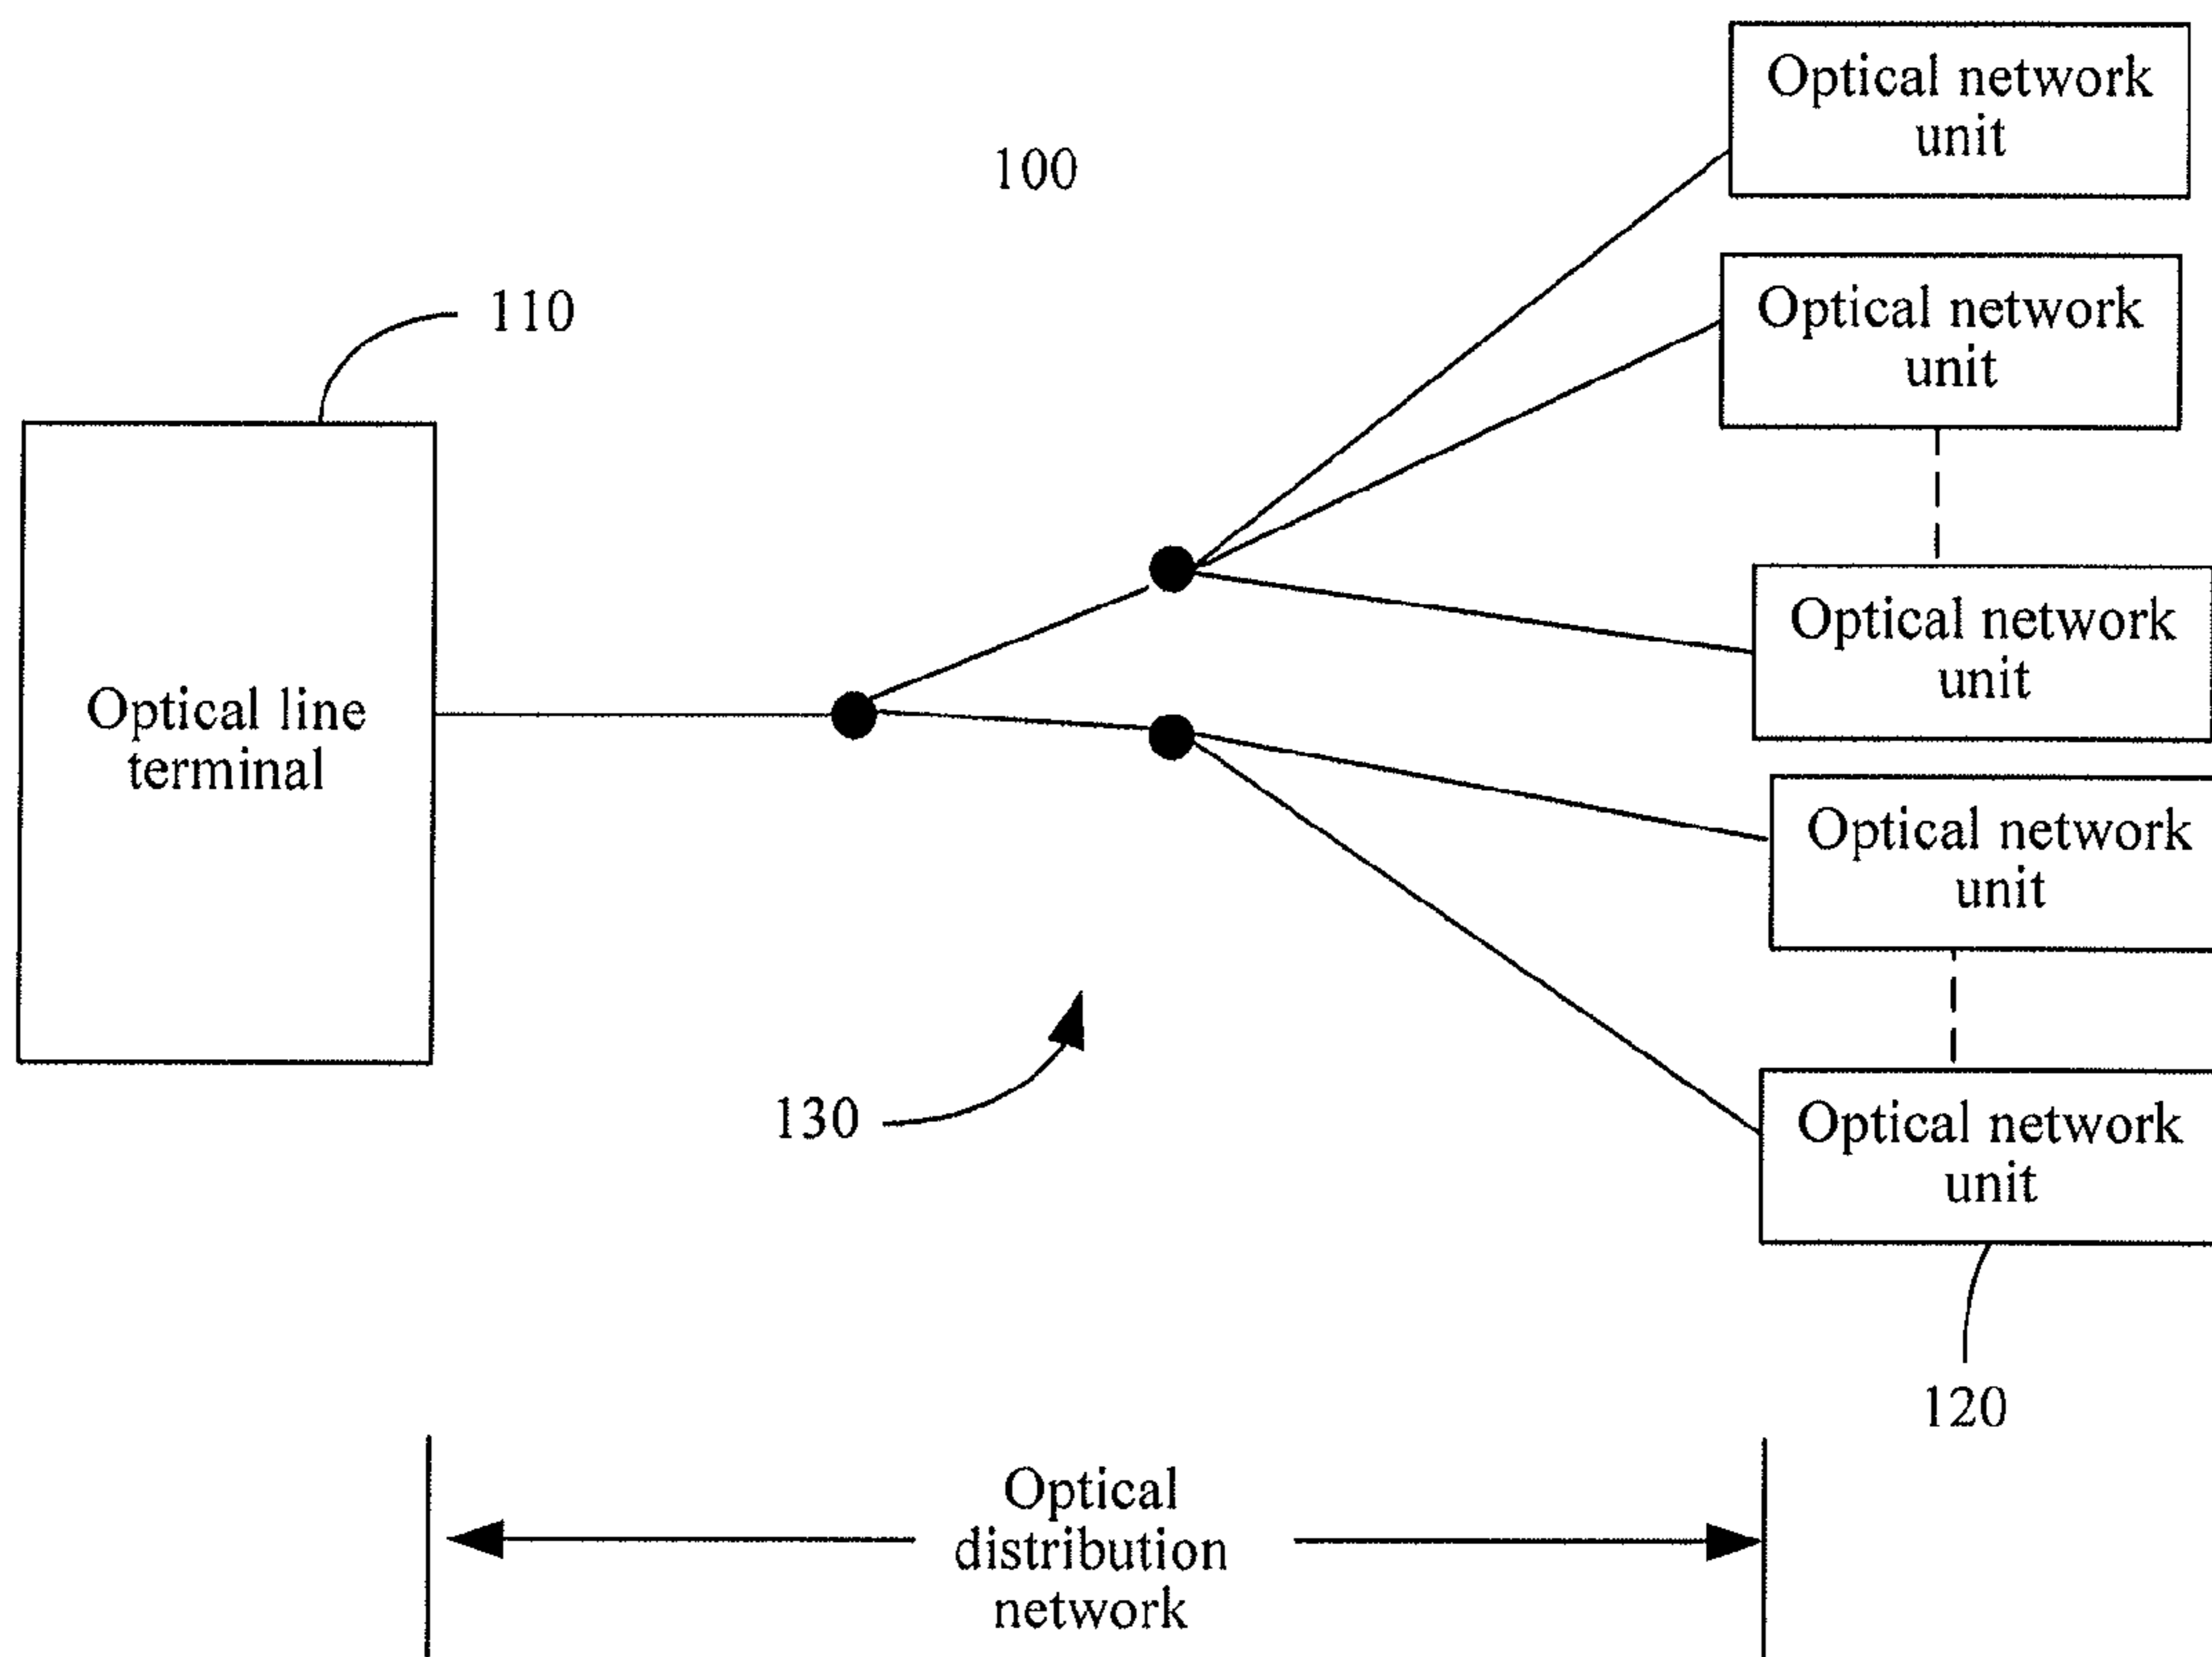 Optical network
unit
100
Optical network
unit
110
Optical network
unit
Optical line
terminal
Optical network
unit
130
Optical network
unit
120
Optical
distribution
network